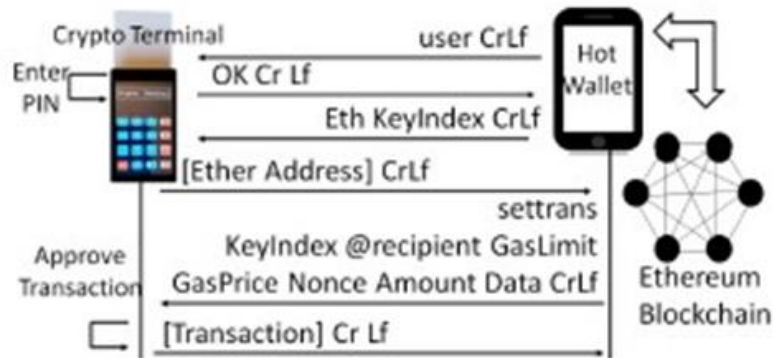 Crypto Terminal
user CrLf
Hot
Wallet
Enter
PIN
OK Cr Lf
Eth KeyIndex CrLf
[Ether Address] CrLf
settrans
KeyIndex @recipient GasLimit
GasPrice Nonce Amount Data CrLf
Approve
Transaction
Ethereum
Blockchain
[Transaction] Cr Lf